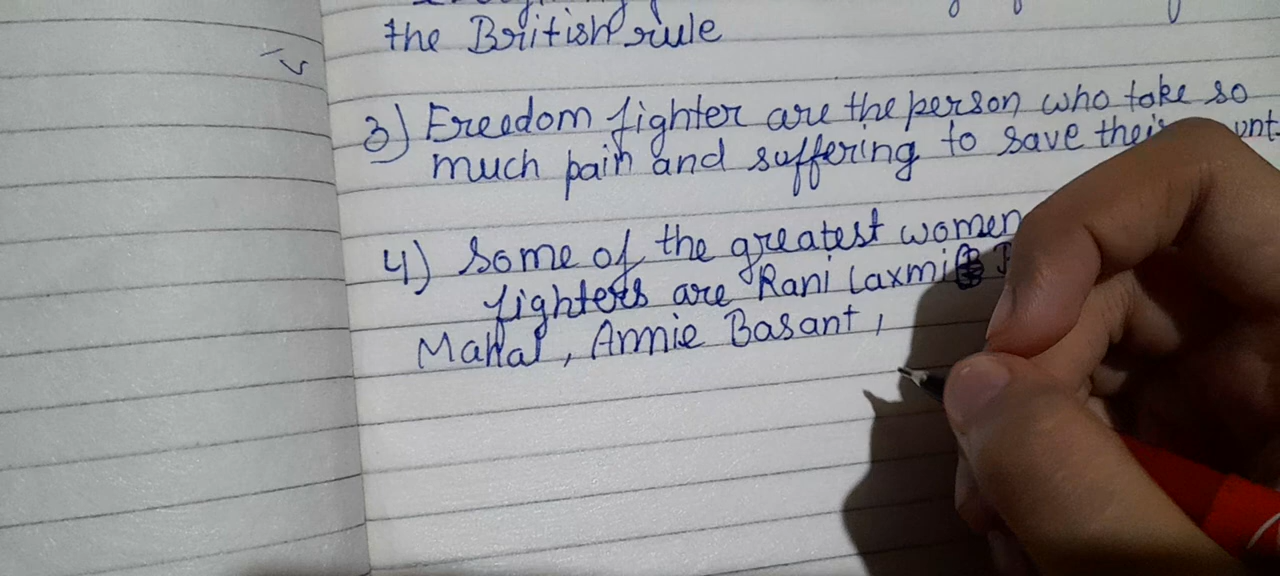 the British rule
3) Freedom fighter are the person who take so
much pain and suffering to save their
4) Some of the greatest women
fighters are Rani Laxmi
Mahal, Annie Basant,